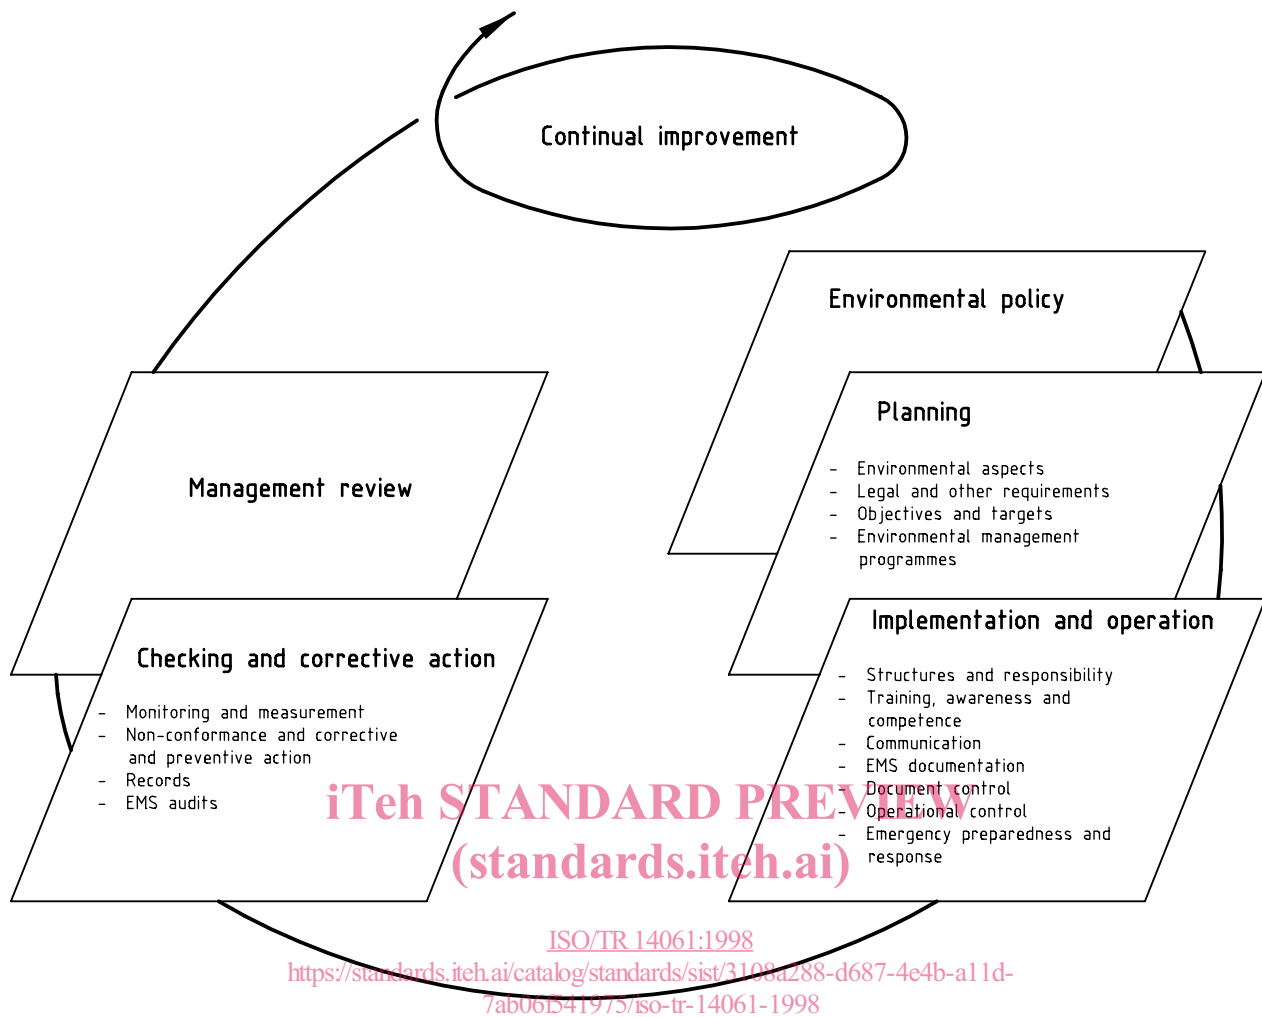 Continual improvement
Environmental policy
Planning
- Environmental aspects
- Legal and other requirements
- Objectives and targets
- Environmental management
programmes
Implementation and operation
- Structures and responsibility
- Training, awareness and
competence
- Communication
- EMS documentation
- Document control
- Operational control
- Emergency preparedness and
response
Management review
Checking and corrective action
- Monitoring and measurement
- Non-conformance and corrective
and preventive action
- Records
- EMS audits
iTeh STANDARD PREVIEW
(standards.iteh.ai)
ISO/TR 14061:1998
https://standards.iteh.ai/catalog/standards/sist/3108a288-d687-4e4b-a11d-
7ab06f541975/iso-tr-14061-1998